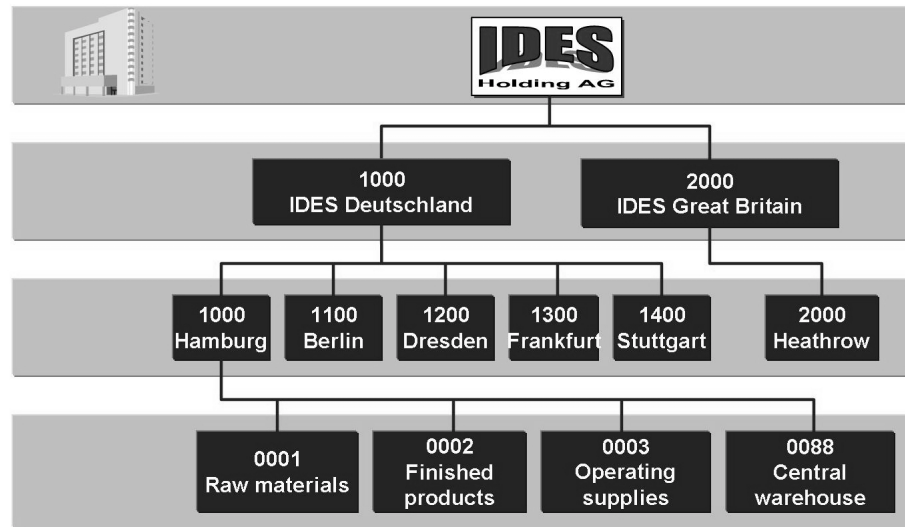 IDES
Holding AG
1000
IDES Deutschland
2000
IDES Great Britain
1000
Hamburg
1100
Berlin
1200
Dresden
1300
Frankfurt
1400
Stuttgart
2000
Heathrow
0001
Raw materials
0002
Finished
products
0003
Operating
supplies
0088
Central
warehouse